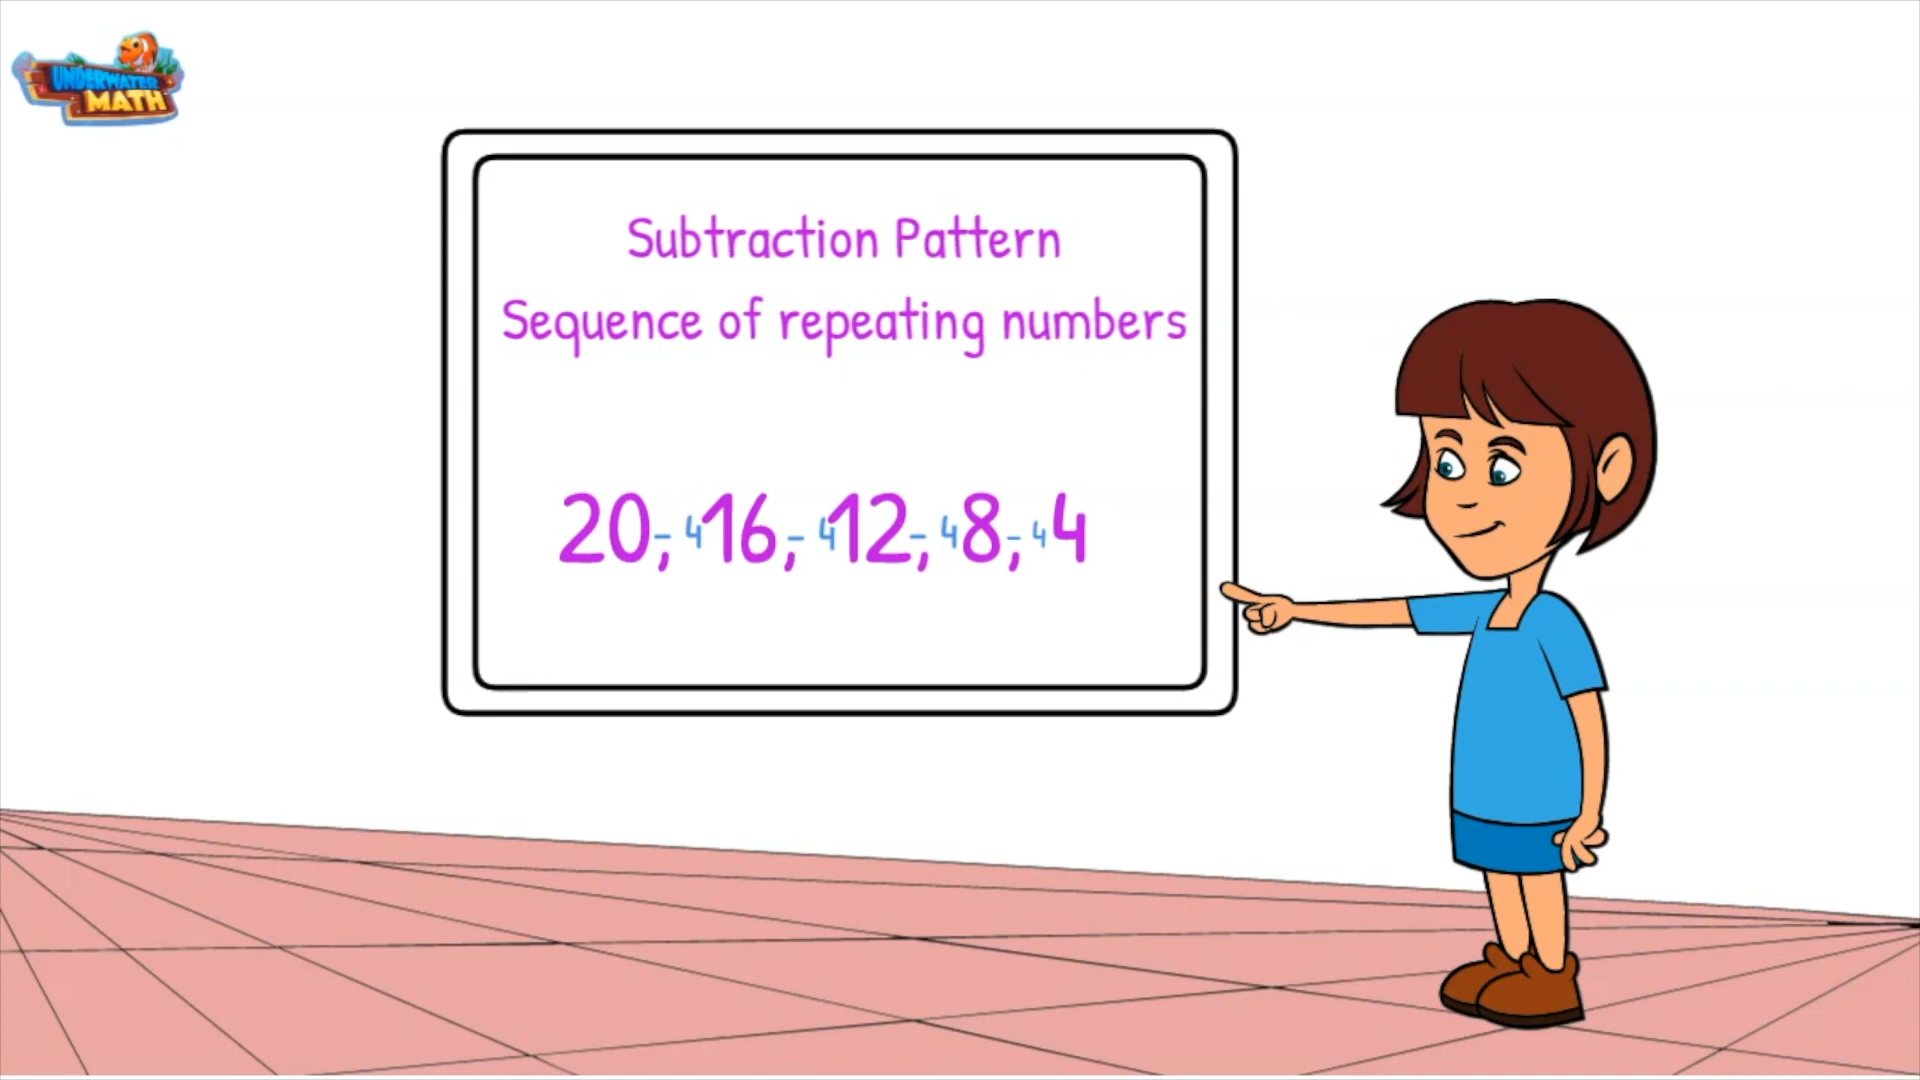 UNDERWATER
MATH
Subtraction Pattern
Sequence of repeating numbers
20, - 4 16, - 4 12, - 4 8, - 4 4